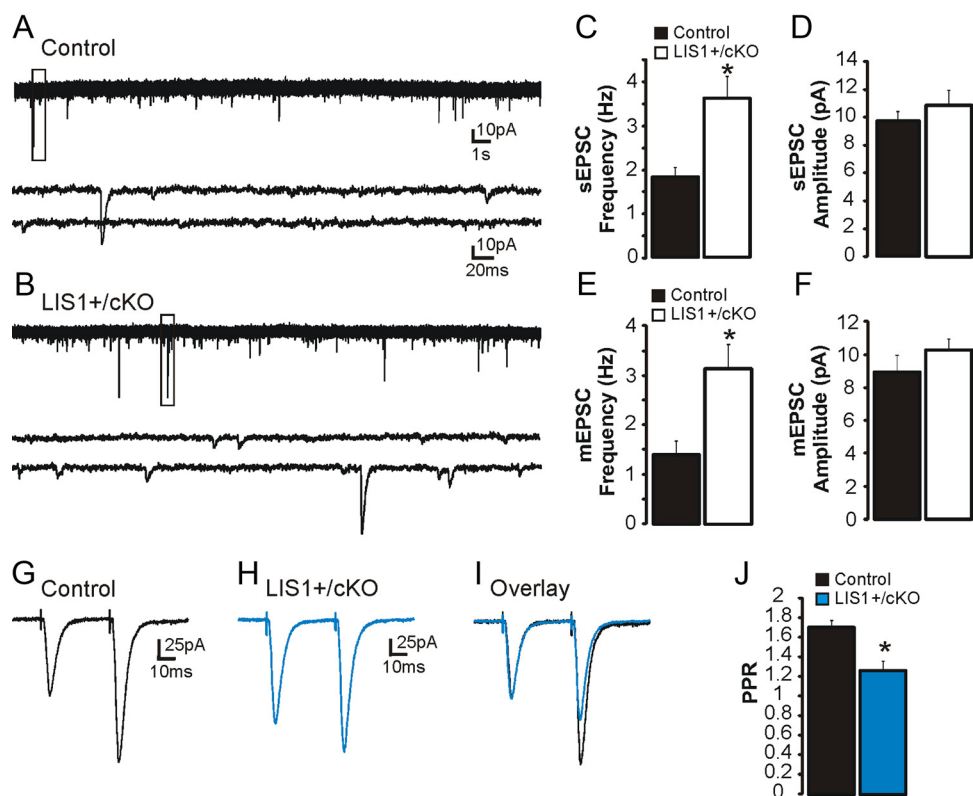 A
Control
10pA
1s
10pA
20ms
B
LIS1+/cKO
C
Control
LIS1+/cKO
*
sEPSC
Frequency (Hz)
4
3
2
1
0
D
sEPSC
Amplitude (pA)
14
12
10
8
6
4
2
0
E
Control
LIS1+/cKO
*
mEPSC
Frequency (Hz)
4
3
2
1
0
F
mEPSC
Amplitude (pA)
12
10
8
6
4
2
0
G
Control
25pA
10ms
H
LIS1+/cKO
25pA
10ms
I
Overlay
J
Control
LIS1+/cKO
*
PPR
2
1.8
1.6
1.4
1.2
1
0.8
0.6
0.4
0.2
0